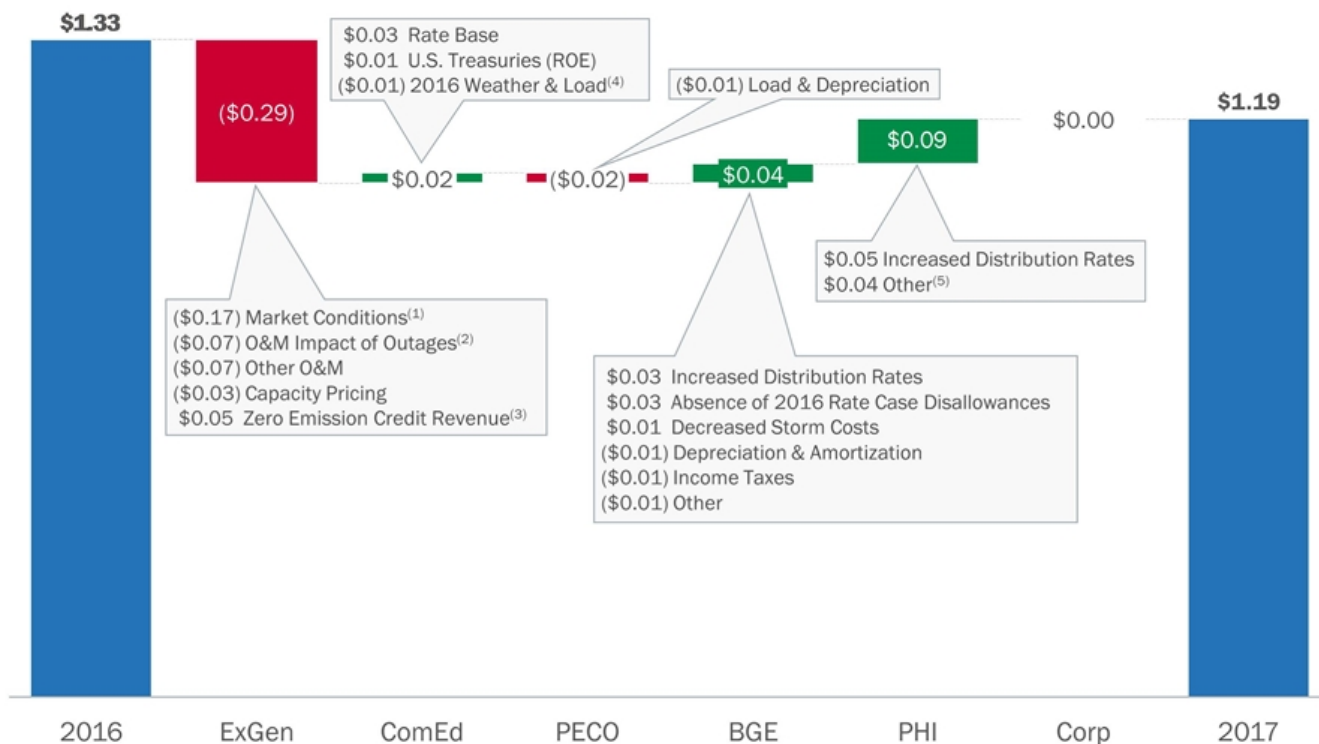 $1.33
($0.29)
$0.03 Rate Base
$0.01 U.S. Treasuries (ROE)
($0.01) 2016 Weather & Load(4)
($0.01) Load & Depreciation
$0.02
($0.02)
$0.04
$0.09
$0.00
$1.19
($0.17) Market Conditions(1)
($0.07) O&M Impact of Outages(2)
($0.07) Other O&M
($0.03) Capacity Pricing
$0.05 Zero Emission Credit Revenue(3)
$0.03 Increased Distribution Rates
$0.03 Absence of 2016 Rate Case Disallowances
$0.01 Decreased Storm Costs
($0.01) Depreciation & Amortization
($0.01) Income Taxes
($0.01) Other
$0.05 Increased Distribution Rates
$0.04 Other(5)
2016 ExGen ComEd PECO BGE PHI Corp 2017